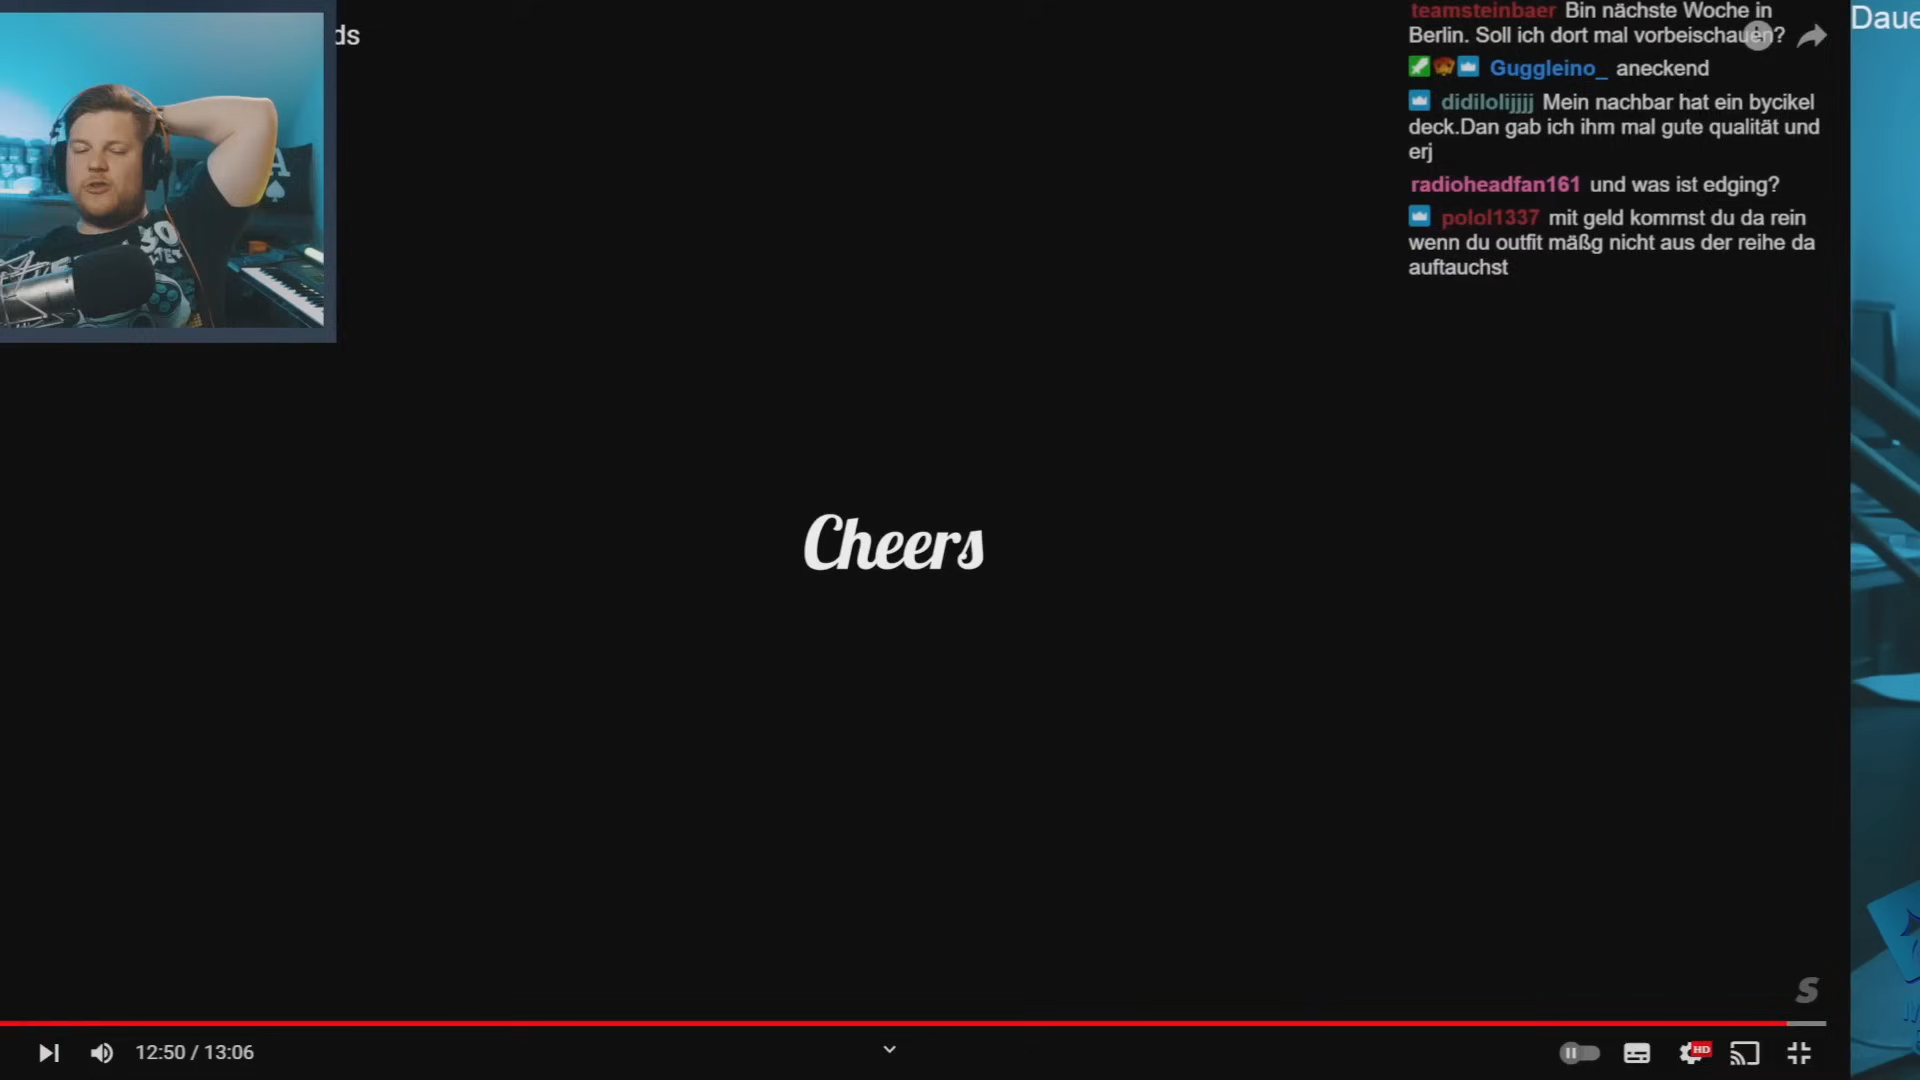 ds
teamsteinbaer Bin nächste Woche in
Berlin. Soll ich dort mal vorbeischauen?
Guggleino_ aneckend
didilolijjjj Mein nachbar hat ein bycikel
deck.Dan gab ich ihm mal gute qualität und
erj
radioheadfan161 und was ist edging?
polol1337 mit geld kommst du da rein
wenn du outfit mäßg nicht aus der reihe da
auftauchst
Daue
A
30
Cheers
S
12:50 / 13:06
HD